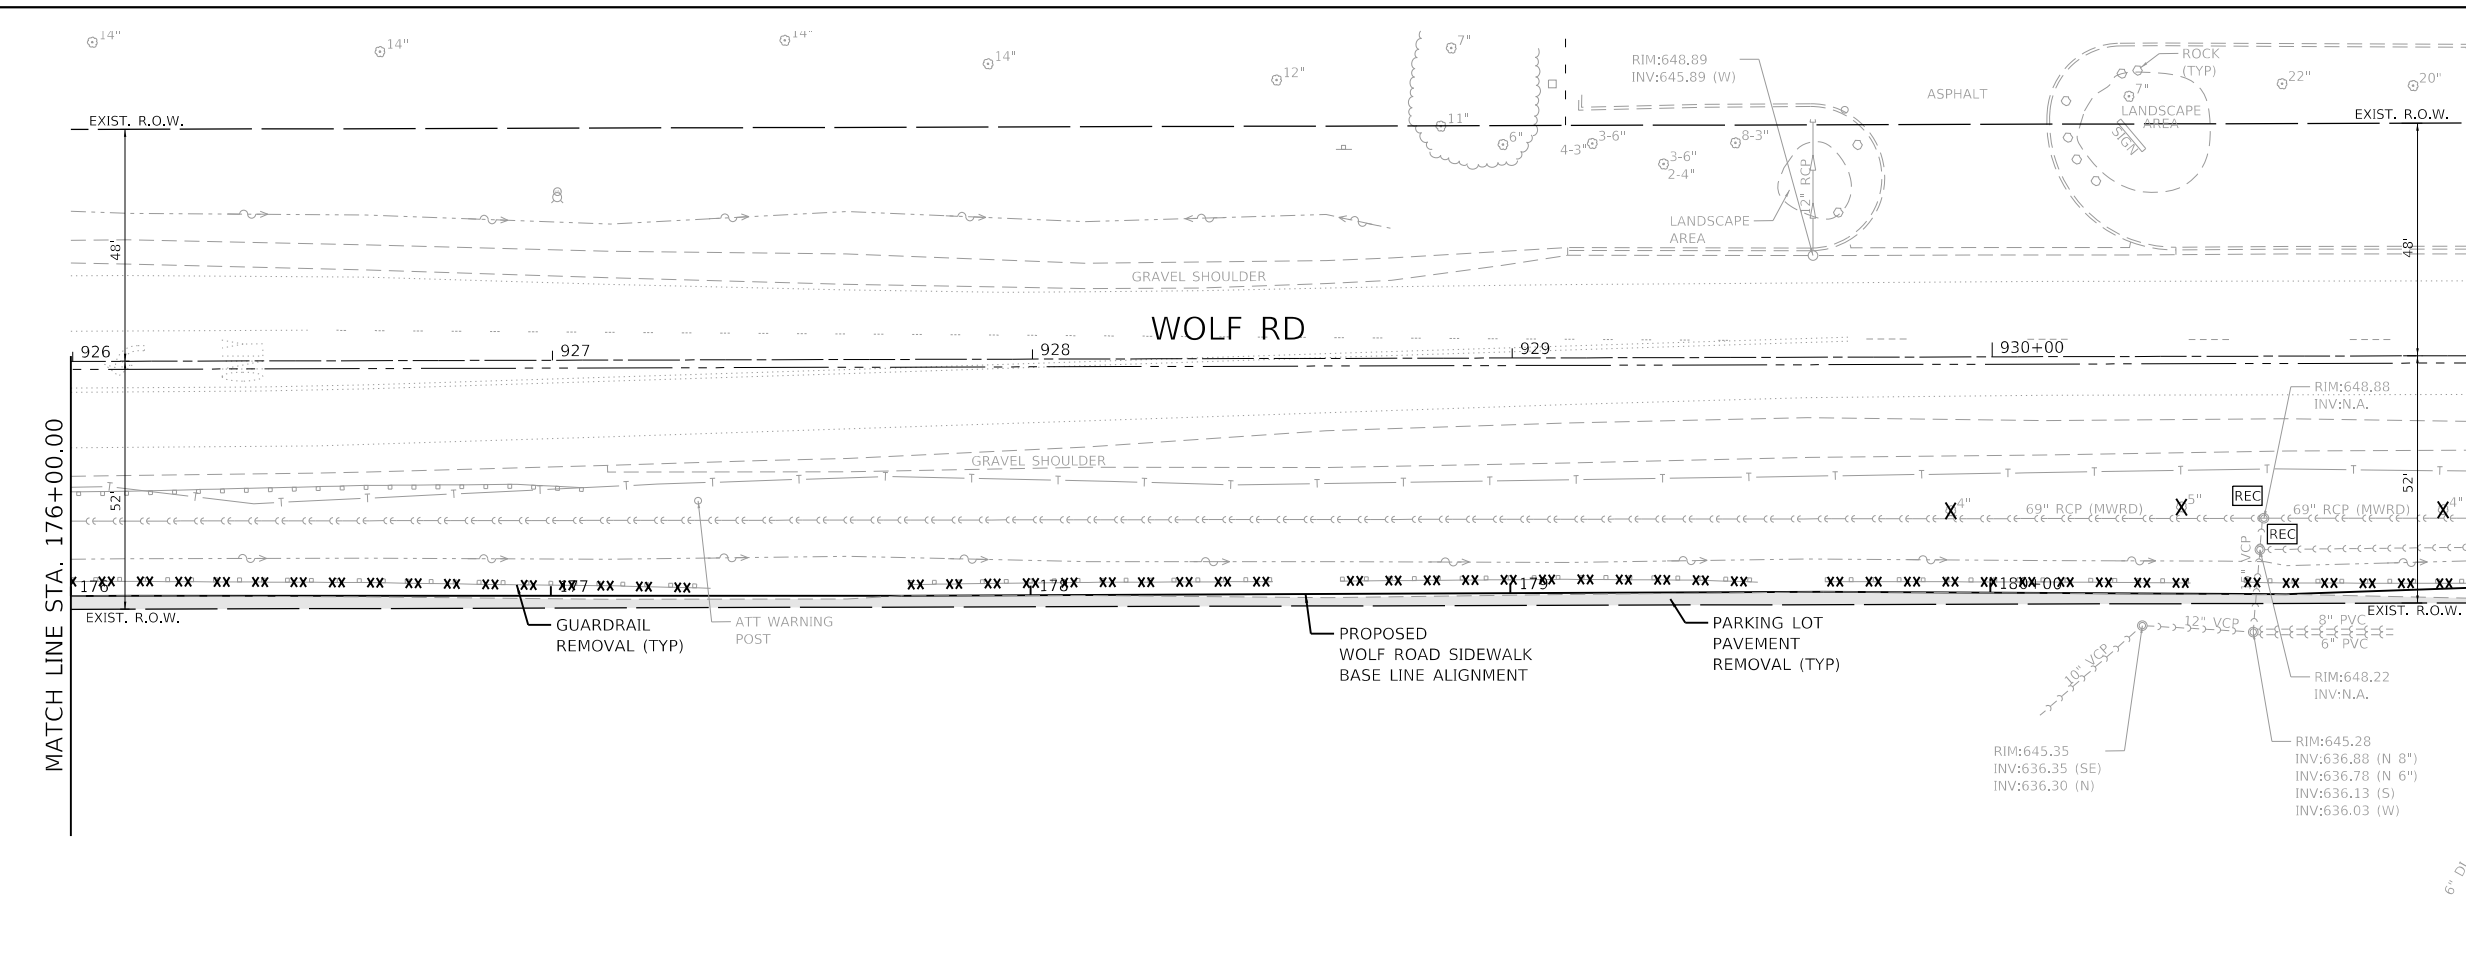 14"
14"
14"
14"
12"
7"
RIM:648.89
INV:645.89 (W)
ROCK
(TYP)
22"
20"
7"
ASPHALT
LANDSCAPE
AREA
SIGN
EXIST. R.O.W.
EXIST. R.O.W.
11"
6"
4-3"
3-6"
3-6"
2-4"
8-3"
12" RCP
LANDSCAPE
AREA
48'
48'
GRAVEL SHOULDER
WOLF RD
926
927
928
929
930+00
RIM:648.88
INV:N.A.
MATCH LINE STA. 176+00.00
GRAVEL SHOULDER
52'
52'
4"
69" RCP (MWRD)
5"
REC
69" RCP (MWRD)
4"
REC
VCP
176
177
178
179
180+00
EXIST. R.O.W.
EXIST. R.O.W.
GUARDRAIL
REMOVAL (TYP)
ATT WARNING
POST
PROPOSED
WOLF ROAD SIDEWALK
BASE LINE ALIGNMENT
PARKING LOT
PAVEMENT
REMOVAL (TYP)
12" VCP
8" PVC
6" PVC
10" VCP
RIM:648.22
INV:N.A.
RIM:645.35
INV:636.35 (SE)
INV:636.30 (N)
RIM:645.28
INV:636.88 (N 8")
INV:636.78 (N 6")
INV:636.13 (S)
INV:636.03 (W)
6" DI